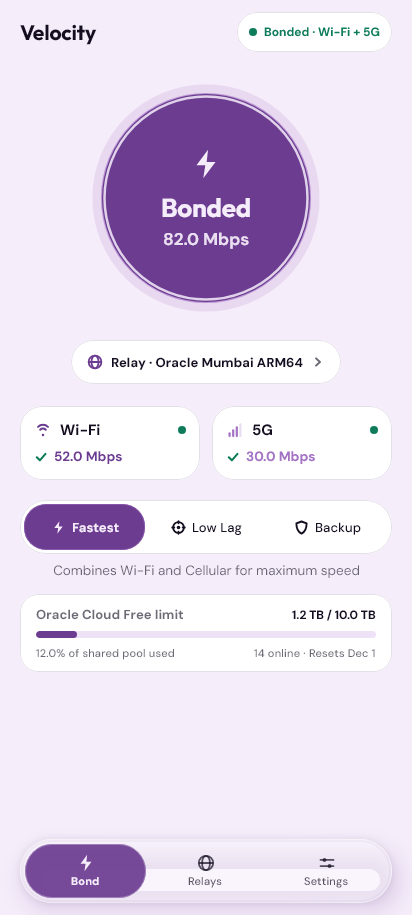 Velocity
Bonded · Wi-Fi + 5G
Bonded
82.0 Mbps
Relay · Oracle Mumbai ARM64
Wi-Fi
52.0 Mbps
5G
30.0 Mbps
Fastest
Low Lag
Backup
Combines Wi-Fi and Cellular for maximum speed
Oracle Cloud Free limit
1.2 TB / 10.0 TB
12.0% of shared pool used
14 online · Resets Dec 1
Bond
Relays
Settings